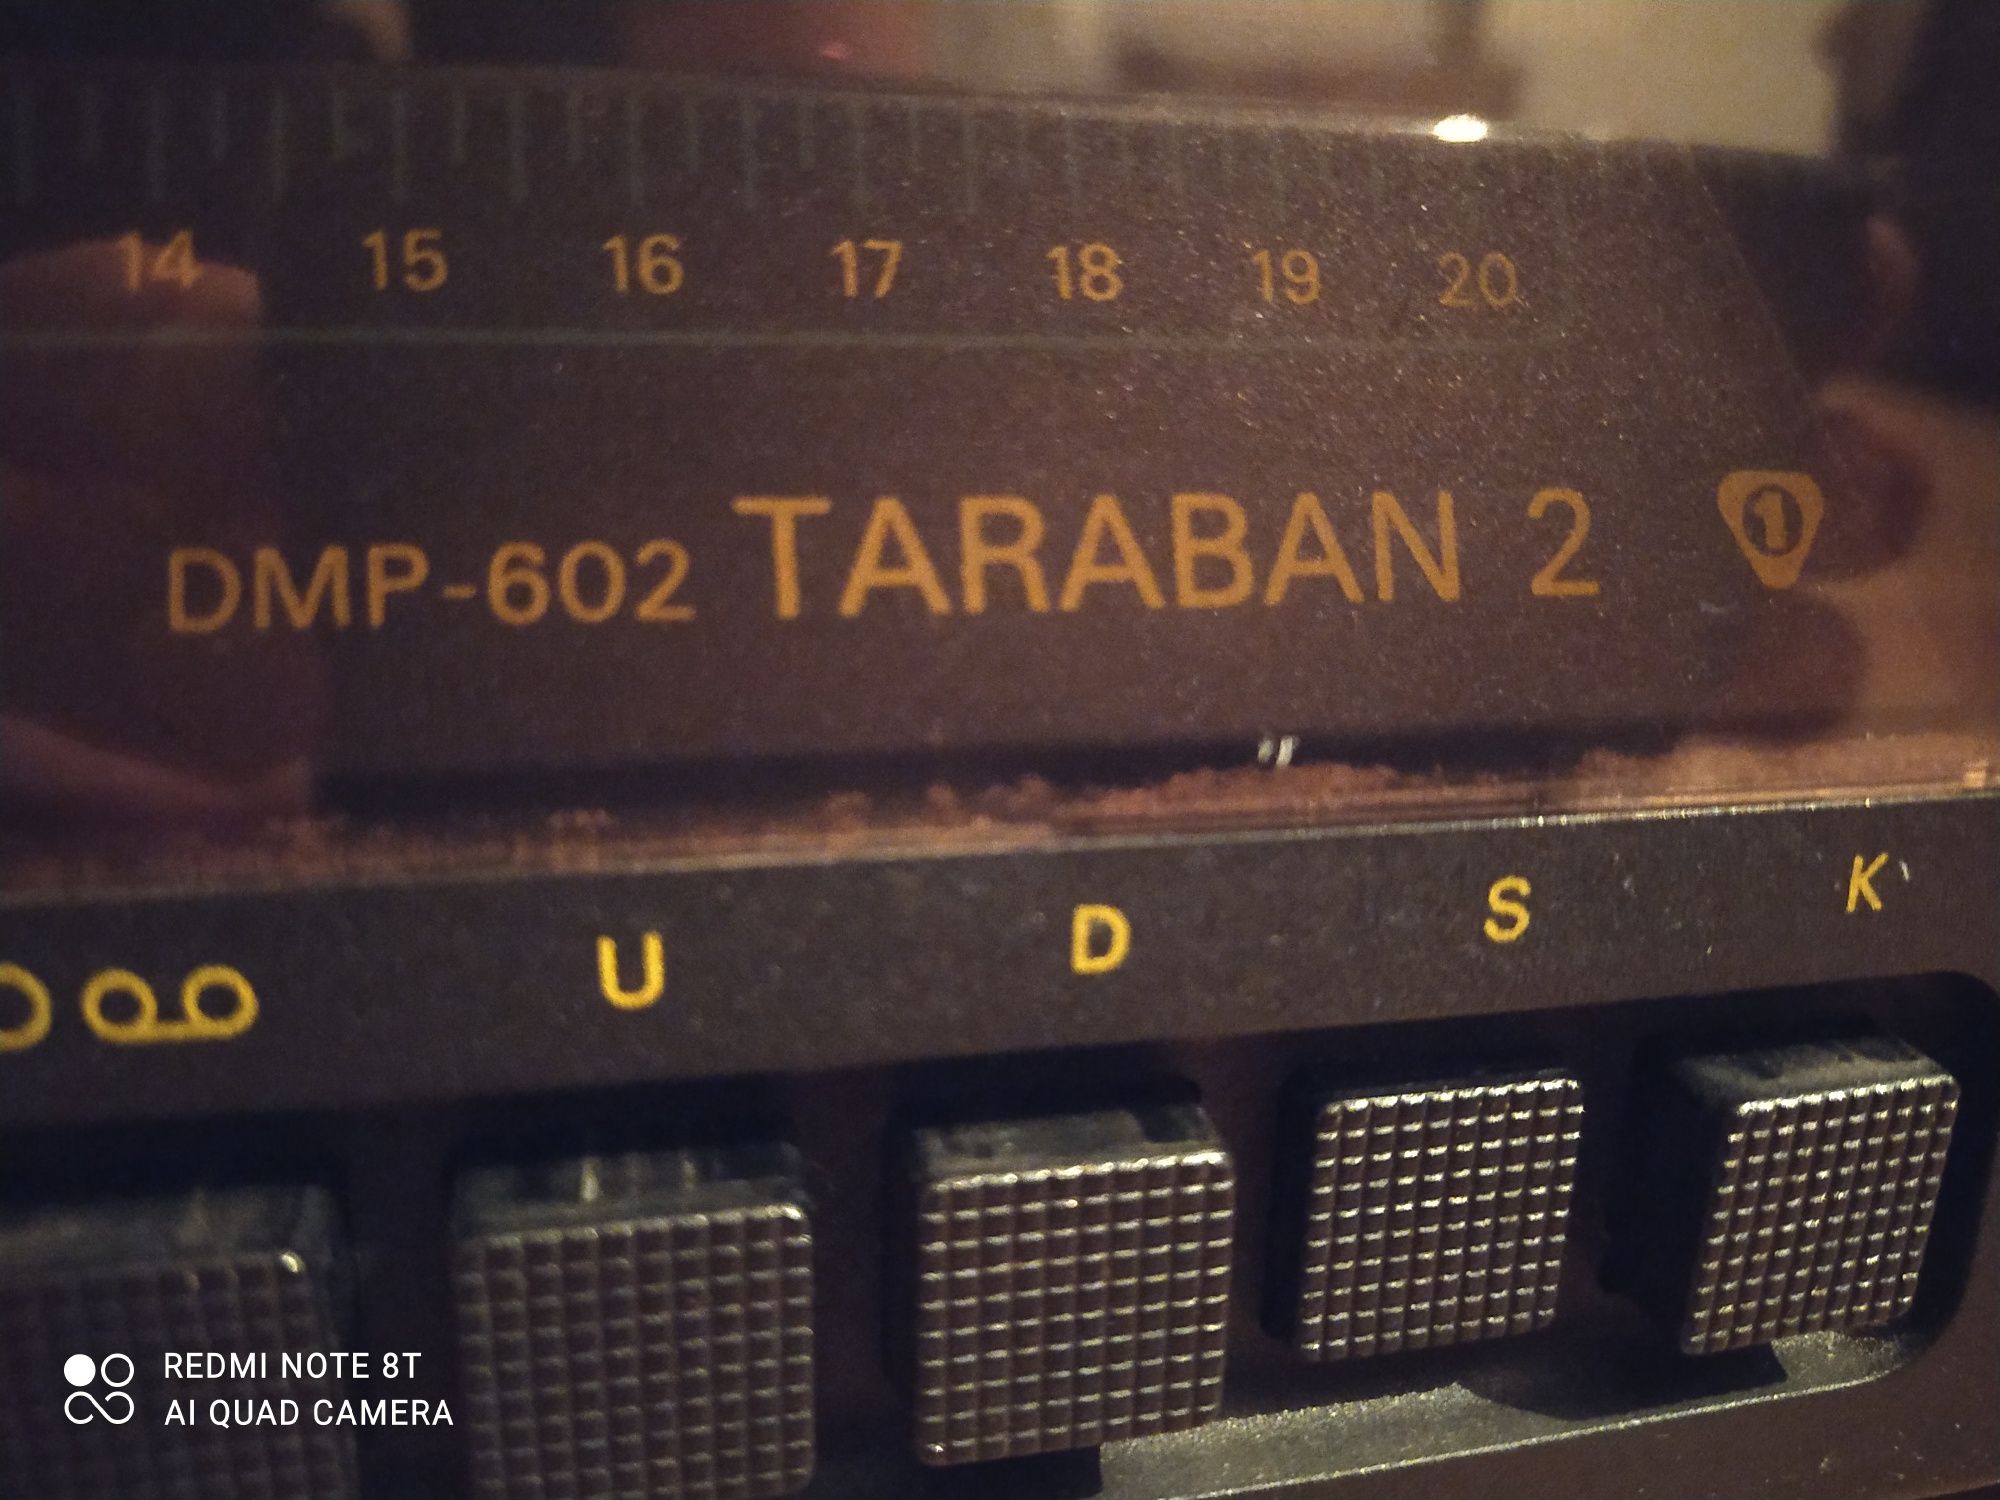 14 15 16 17 18 19 20
DMP-602 TARABAN 2 1
U D S K
REDMI NOTE 8T
AI QUAD CAMERA